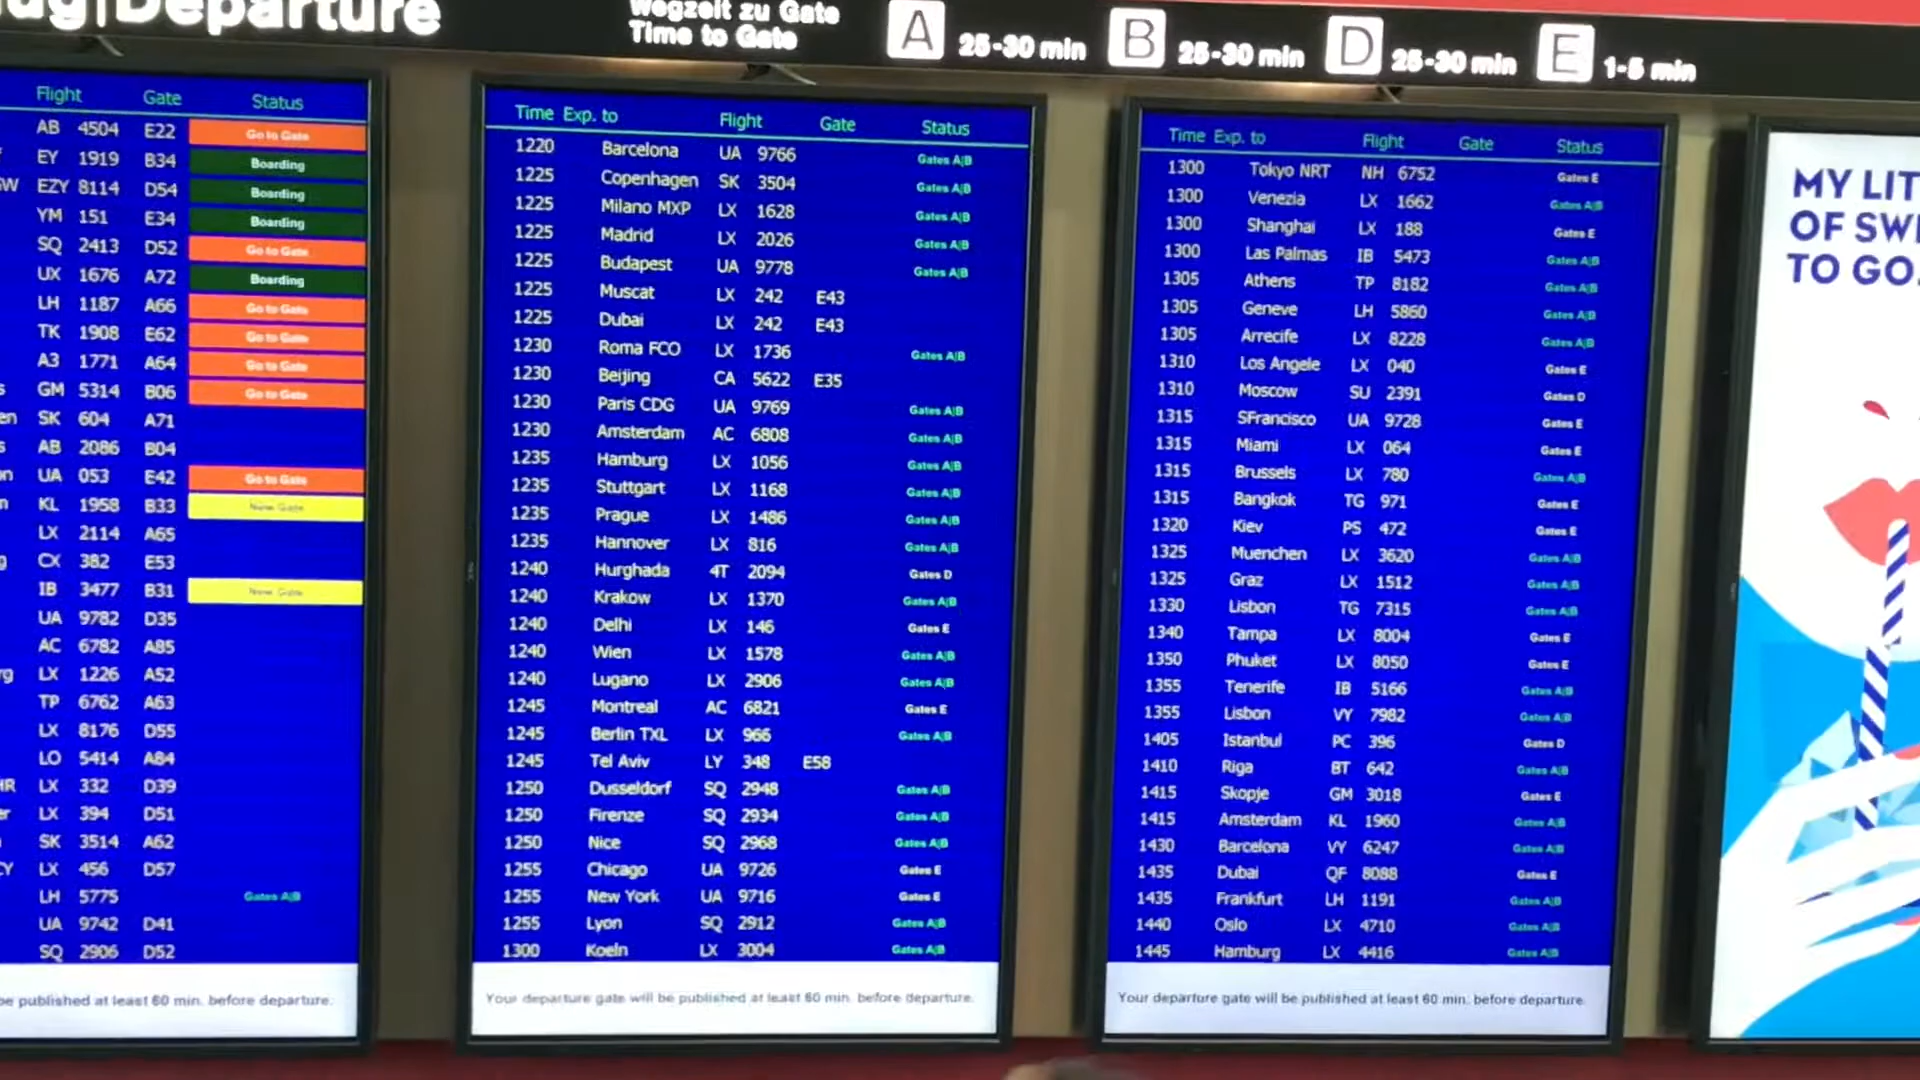 Departure
Wegzeit zu Gate
Time to Gate
A 25-30 min B 25-30 min D 25-30 min E 1-5 min
Flight Gate Status
AB 4504 E22 Go to Gate
EY 1919 B34 Boarding
EZY 8114 D54 Boarding
YM 151 E34 Boarding
SQ 2413 D52 Go to Gate
UX 1676 A72 Boarding
LH 1187 A66 Go to Gate
TK 1908 E62 Go to Gate
A3 1771 A64 Go to Gate
GM 5314 B06 Go to Gate
SK 604 A71
AB 2086 B04
UA 053 E42 Go to Gate
KL 1958 B33 New Gate
LX 2114 A65
CX 382 E53
IB 3477 B31 New Gate
UA 9782 D35
AC 6782 A85
LX 1226 A52
TP 6762 A63
LX 8176 D55
LO 5414 A84
LX 332 D39
LX 394 D51
SK 3514 A62
LX 456 D57
LH 5775 Gates A|B
UA 9742 D41
SQ 2906 D52
be published at least 60 min. before departure.
Time Exp. to Flight Gate Status
1220 Barcelona UA 9766 Gates A|B
1225 Copenhagen SK 3504 Gates A|B
1225 Milano MXP LX 1628 Gates A|B
1225 Madrid LX 2026 Gates A|B
1225 Budapest UA 9778 Gates A|B
1225 Muscat LX 242 E43
1225 Dubai LX 242 E43
1230 Roma FCO LX 1736 Gates A|B
1230 Beijing CA 5622 E35
1230 Paris CDG UA 9769 Gates A|B
1230 Amsterdam AC 6808 Gates A|B
1235 Hamburg LX 1056 Gates A|B
1235 Stuttgart LX 1168 Gates A|B
1235 Prague LX 1486 Gates A|B
1235 Hannover LX 816 Gates A|B
1240 Hurghada 4T 2094 Gates D
1240 Krakow LX 1370 Gates A|B
1240 Delhi LX 146 Gates E
1240 Wien LX 1578 Gates A|B
1240 Lugano LX 2906 Gates A|B
1245 Montreal AC 6821 Gates E
1245 Berlin TXL LX 966 Gates A|B
1245 Tel Aviv LY 348 E58
1250 Dusseldorf SQ 2948 Gates A|B
1250 Firenze SQ 2934 Gates A|B
1250 Nice SQ 2968 Gates A|B
1255 Chicago UA 9726 Gates E
1255 New York UA 9716 Gates E
1255 Lyon SQ 2912 Gates A|B
1300 Koeln LX 3004 Gates A|B
Your departure gate will be published at least 60 min. before departure.
Time Exp. to Flight Gate Status
1300 Tokyo NRT NH 6752 Gates E
1300 Venezia LX 1662 Gates A|B
1300 Shanghai LX 188 Gates E
1300 Las Palmas IB 5473 Gates A|B
1305 Athens TP 8182 Gates A|B
1305 Geneve LH 5860 Gates A|B
1305 Arrecife LX 8228 Gates A|B
1310 Los Angele LX 040 Gates E
1310 Moscow SU 2391 Gates D
1315 SFrancisco UA 9728 Gates E
1315 Miami LX 064 Gates E
1315 Brussels LX 780 Gates A|B
1315 Bangkok TG 971 Gates E
1320 Kiev PS 472 Gates E
1325 Muenchen LX 3620 Gates A|B
1325 Graz LX 1512 Gates A|B
1330 Lisbon TG 7315 Gates A|B
1340 Tampa LX 8004 Gates E
1350 Phuket LX 8050 Gates E
1355 Tenerife IB 5166 Gates A|B
1355 Lisbon VY 7982 Gates A|B
1405 Istanbul PC 396 Gates D
1410 Riga BT 642 Gates A|B
1415 Skopje GM 3018 Gates E
1415 Amsterdam KL 1960 Gates A|B
1430 Barcelona VY 6247 Gates A|B
1435 Dubai QF 8088 Gates E
1435 Frankfurt LH 1191 Gates A|B
1440 Oslo LX 4710 Gates A|B
1445 Hamburg LX 4416 Gates A|B
Your departure gate will be published at least 60 min. before departure.
MY LIT
OF SWI
TO GO.